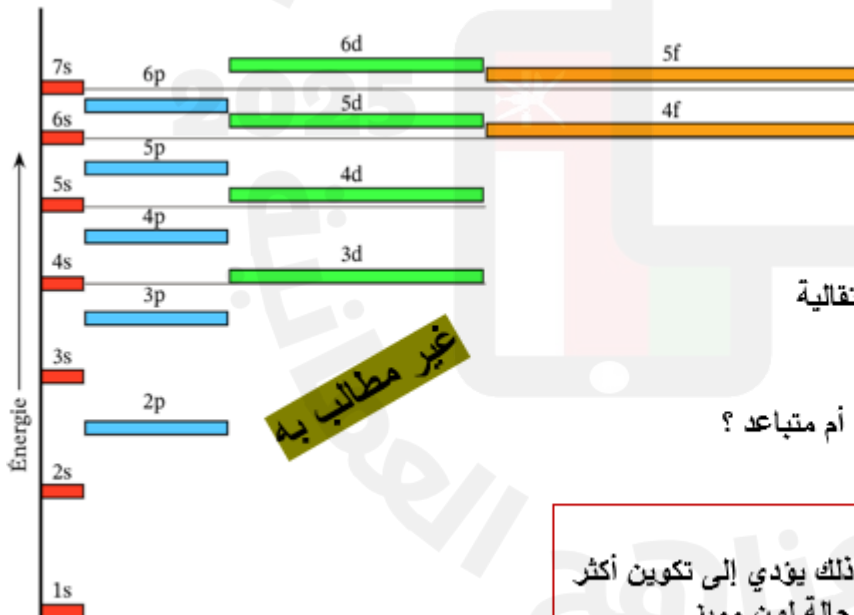 6d
5f
7s
6p
2025
5d
4f
6s
5p
4d
5s
4p
3d
4s
3p
3s
غير مطالب به
2p
أم متباعد ؟
Énergie
2s
ذلك يؤدي إلى تكوين أكثر
1s